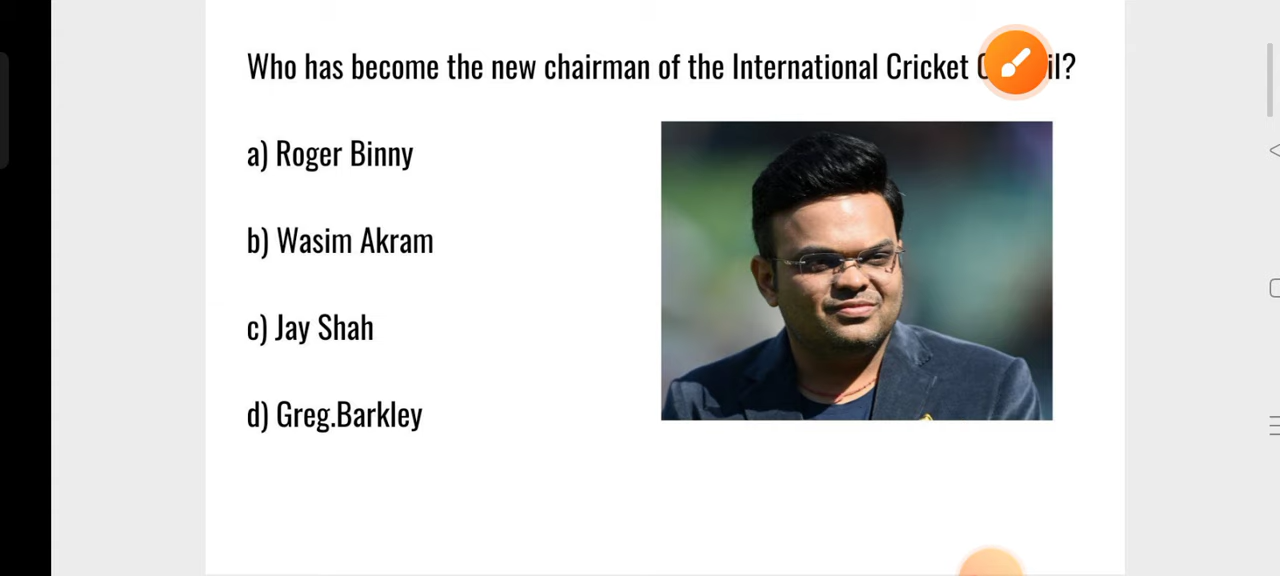 Who has become the new chairman of the International Cricket
a) Roger Binny
b) Wasim Akram
c) Jay Shah
d) Greg.Barkley